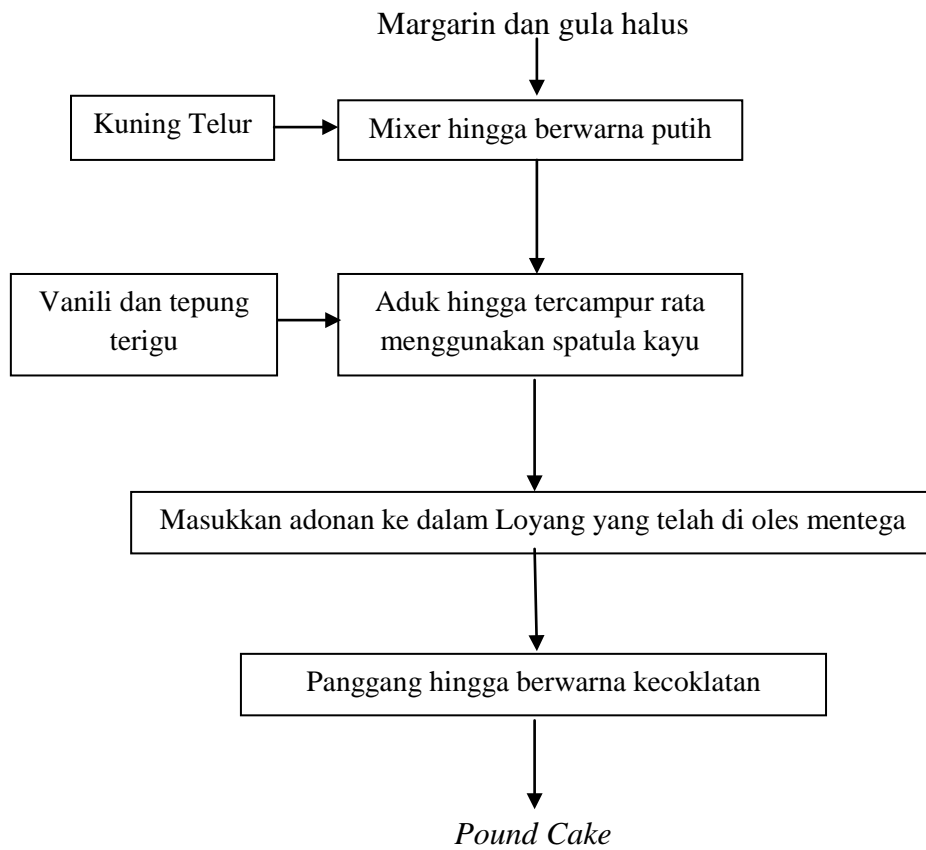 Margarin dan gula halus
Kuning Telur
Mixer hingga berwarna putih
Vanili dan tepung
terigu
Aduk hingga tercampur rata
menggunakan spatula kayu
Masukkan adonan ke dalam Loyang yang telah di oles mentega
Panggang hingga berwarna kecoklatan
Pound Cake